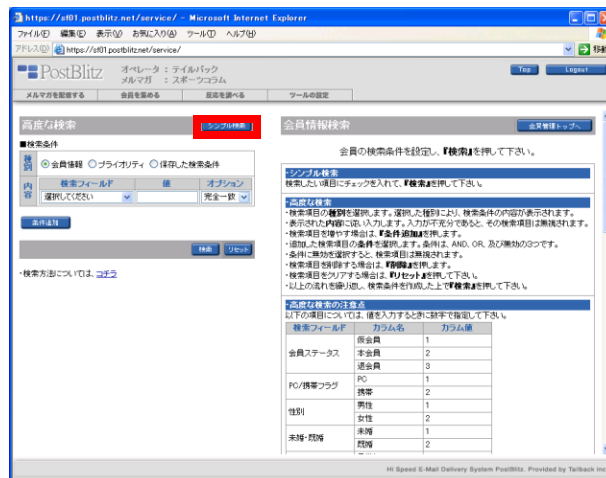 https://sf01.postblitz.net/service/ - Microsoft Internet Explorer
ファイル(F) 編集(E) 表示(V) お気に入り(A) ツール(T) ヘルプ(H)
アドレス(D) https://sf01.postblitz.net/service/ 移動
PostBlitz オペレータ : テイルバック
メルマガ : スポーツコラム
Top Logout
メルマガを配信する 会員を集める 反応を調べる ツールの設定
高度な検索 シンプル検索
■検索条件
種別 会員情報 プライオリティ 保存した検索条件
内容 検索フィールド 値 オプション
選択してください 完全一致
条件追加
検索 リセット
・検索方法については、コチラ
会員情報検索 会員管理トップへ
会員の検索条件を設定し、『検索』を押して下さい。
・シンプル検索
検索したい項目にチェックを入れて、『検索』を押して下さい。
・高度な検索
・検索項目の種別を選択します。選択した種別により、検索条件の内容が表示されます。
・表示された内容に従い入力します。入力が不充分であると、その検索項目は無視されます。
・検索項目を増やす場合は、『条件追加』を押します。
・追加した検索項目の条件を選択します。条件は、AND、OR、及び無効の3つです。
・条件に無効を選択すると、検索項目は無視されます。
・検索項目を削除する場合は、『削除』を押します。
・検索項目をクリアする場合は、『リセット』を押して下さい。
・以上の流れを繰り返し、検索条件を作成した上で『検索』を押して下さい。
・高度な検索の注意点
以下の項目については、値を入力するときに数字で指定して下さい。
検索フィールド カラム名 カラム値
会員ステータス 仮会員 1
本会員 2
退会員 3
PC/携帯フラグ PC 1
携帯 2
性別 男性 1
女性 2
未婚・既婚 未婚 1
既婚 2
Hi Speed E-Mail Delivery System PostBlitz. Provided by Tailback Inc